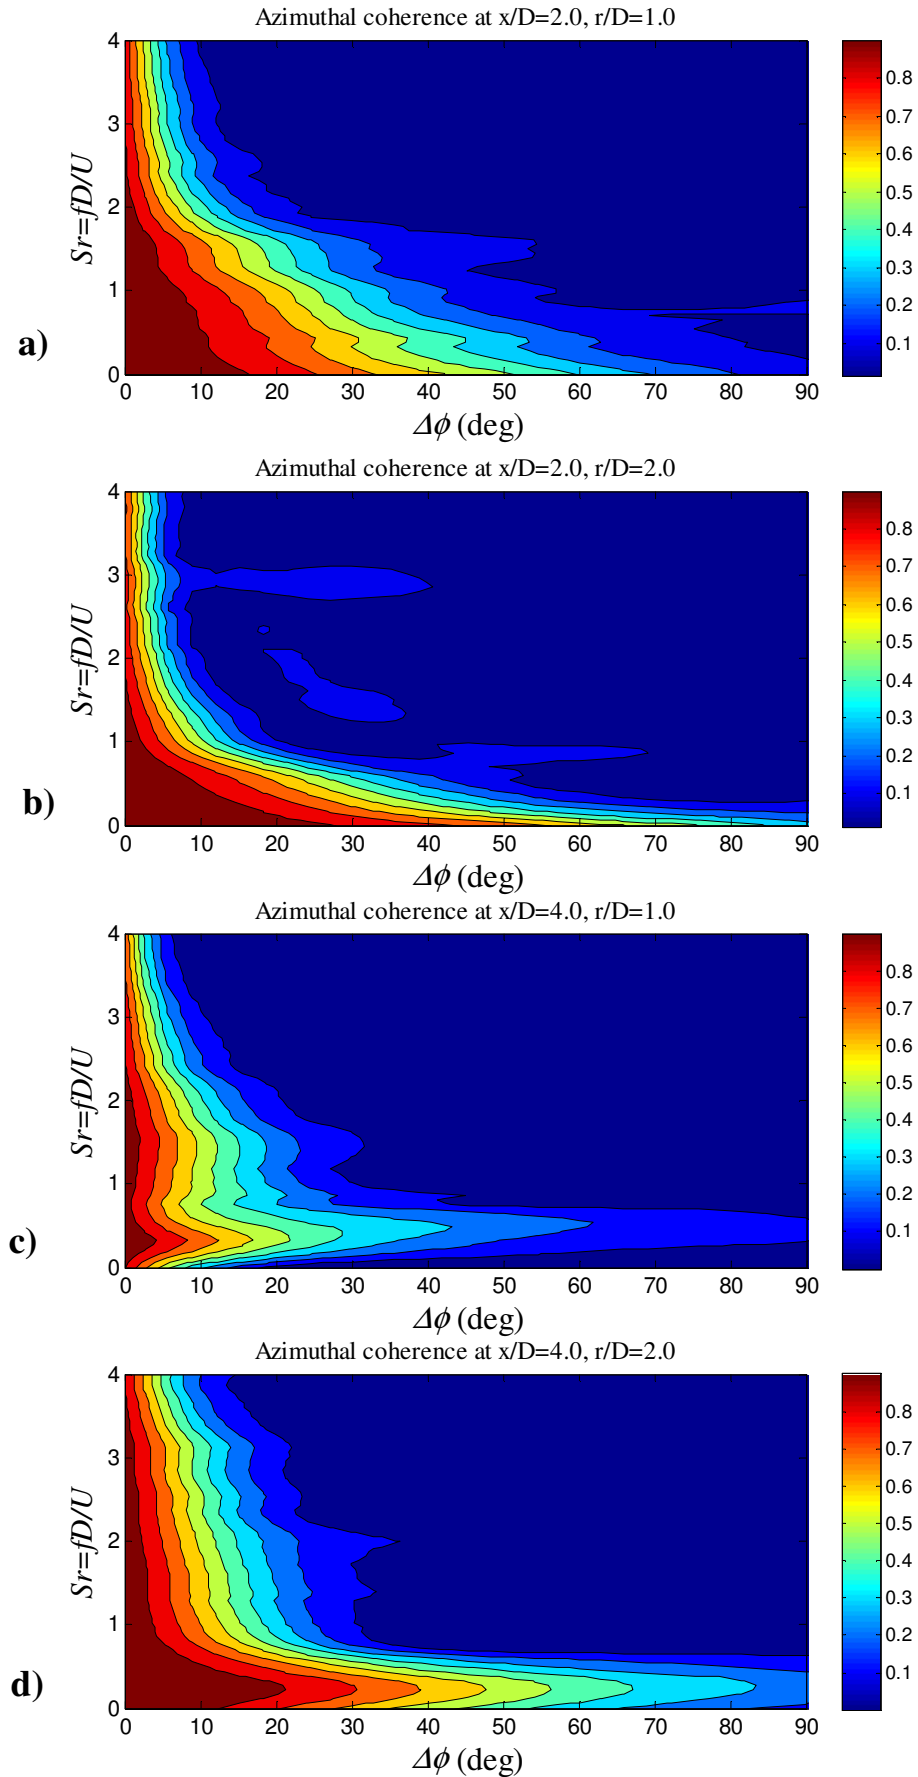 Azimuthal coherence at x/D=2.0, r/D=1.0
4
3
2
1
0
Sr=fD/U
a)
0 10 20 30 40 50 60 70 80 90
Δϕ (deg)
0.8
0.7
0.6
0.5
0.4
0.3
0.2
0.1
Azimuthal coherence at x/D=2.0, r/D=2.0
4
3
2
1
0
Sr=fD/U
b)
0 10 20 30 40 50 60 70 80 90
Δϕ (deg)
0.8
0.7
0.6
0.5
0.4
0.3
0.2
0.1
Azimuthal coherence at x/D=4.0, r/D=1.0
4
3
2
1
0
Sr=fD/U
c)
0 10 20 30 40 50 60 70 80 90
Δϕ (deg)
0.8
0.7
0.6
0.5
0.4
0.3
0.2
0.1
Azimuthal coherence at x/D=4.0, r/D=2.0
4
3
2
1
0
Sr=fD/U
d)
0 10 20 30 40 50 60 70 80 90
Δϕ (deg)
0.8
0.7
0.6
0.5
0.4
0.3
0.2
0.1